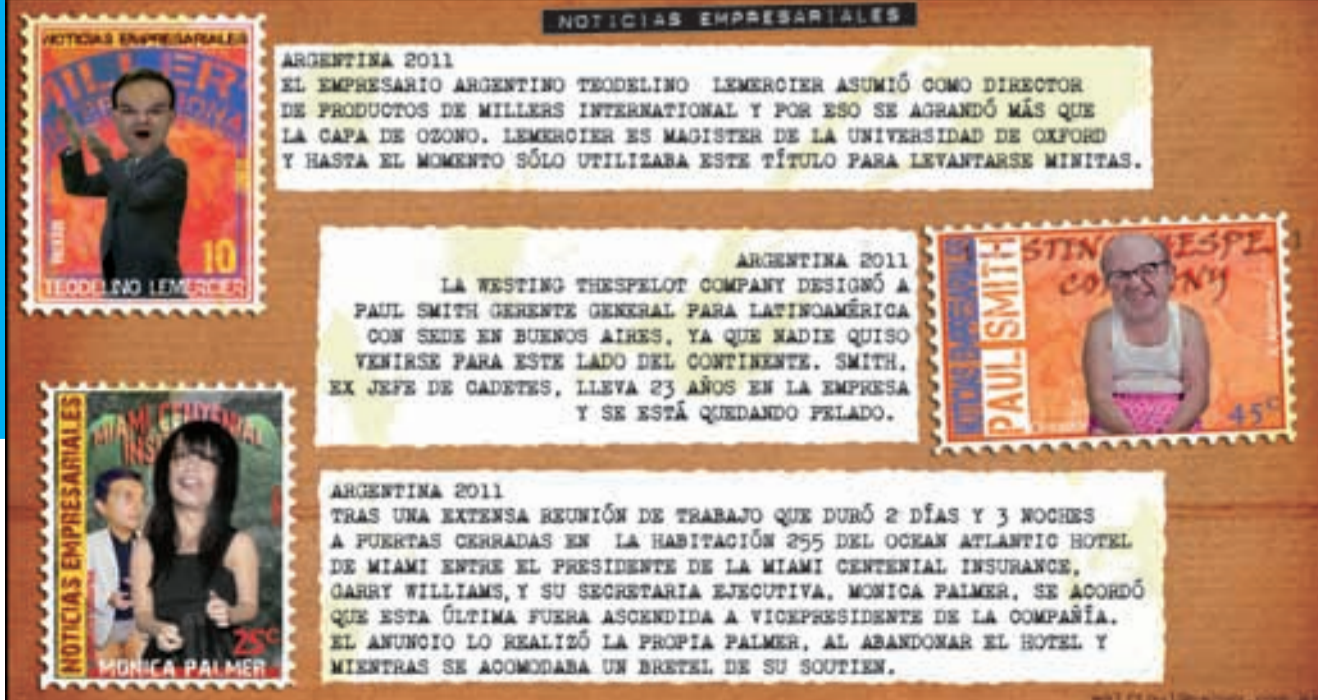 NOTICIAS EMPRESARIALES
NOTICIAS EMPRESARIALES
MILLER
10
TEODELINO LEMERCIER
ARGENTINA 2011
EL EMPRESARIO ARGENTINO TEODELINO LEMERCIER ASUMIÓ COMO DIRECTOR
DE PRODUCTOS DE MILLERS INTERNATIONAL Y POR ESO SE AGRANDÓ MÁS QUE
LA CAPA DE OZONO. LEMERCIER ES MAGISTER DE LA UNIVERSIDAD DE OXFORD
Y HASTA EL MOMENTO SÓLO UTILIZABA ESTE TÍTULO PARA LEVANTARSE MINITAS.
ARGENTINA 2011
LA WESTING THESPELOT COMPANY DESIGNÓ A
PAUL SMITH GERENTE GENERAL PARA LATINOAMÉRICA
CON SEDE EN BUENOS AIRES, YA QUE NADIE QUISO
VENIRSE PARA ESTE LADO DEL CONTINENTE. SMITH,
EX JEFE DE CADETES, LLEVA 23 AÑOS EN LA EMPRESA
Y SE ESTÁ QUEDANDO PELADO.
NOTICIAS EMPRESARIALES
PAUL SMITH
STING HESPE
45c
NOTICIAS EMPRESARIALES
MIAMI CENTENIAL
INS
25c
MONICA PALMER
ARGENTINA 2011
TRAS UNA EXTENSA REUNIÓN DE TRABAJO QUE DURÓ 2 DÍAS Y 3 NOCHES
A PUERTAS CERRADAS EN LA HABITACIÓN 255 DEL OCEAN ATLANTIC HOTEL
DE MIAMI ENTRE EL PRESIDENTE DE LA MIAMI CENTENIAL INSURANCE,
GARRY WILLIAMS, Y SU SECRETARIA EJECUTIVA, MONICA PALMER, SE ACORDÓ
QUE ESTA ÚLTIMA FUERA ASCENDIDA A VICEPRESIDENTE DE LA COMPAÑÍA.
EL ANUNCIO LO REALIZÓ LA PROPIA PALMER, AL ABANDONAR EL HOTEL Y
MIENTRAS SE ACOMODABA UN BRETEL DE SU SOUTIEN.